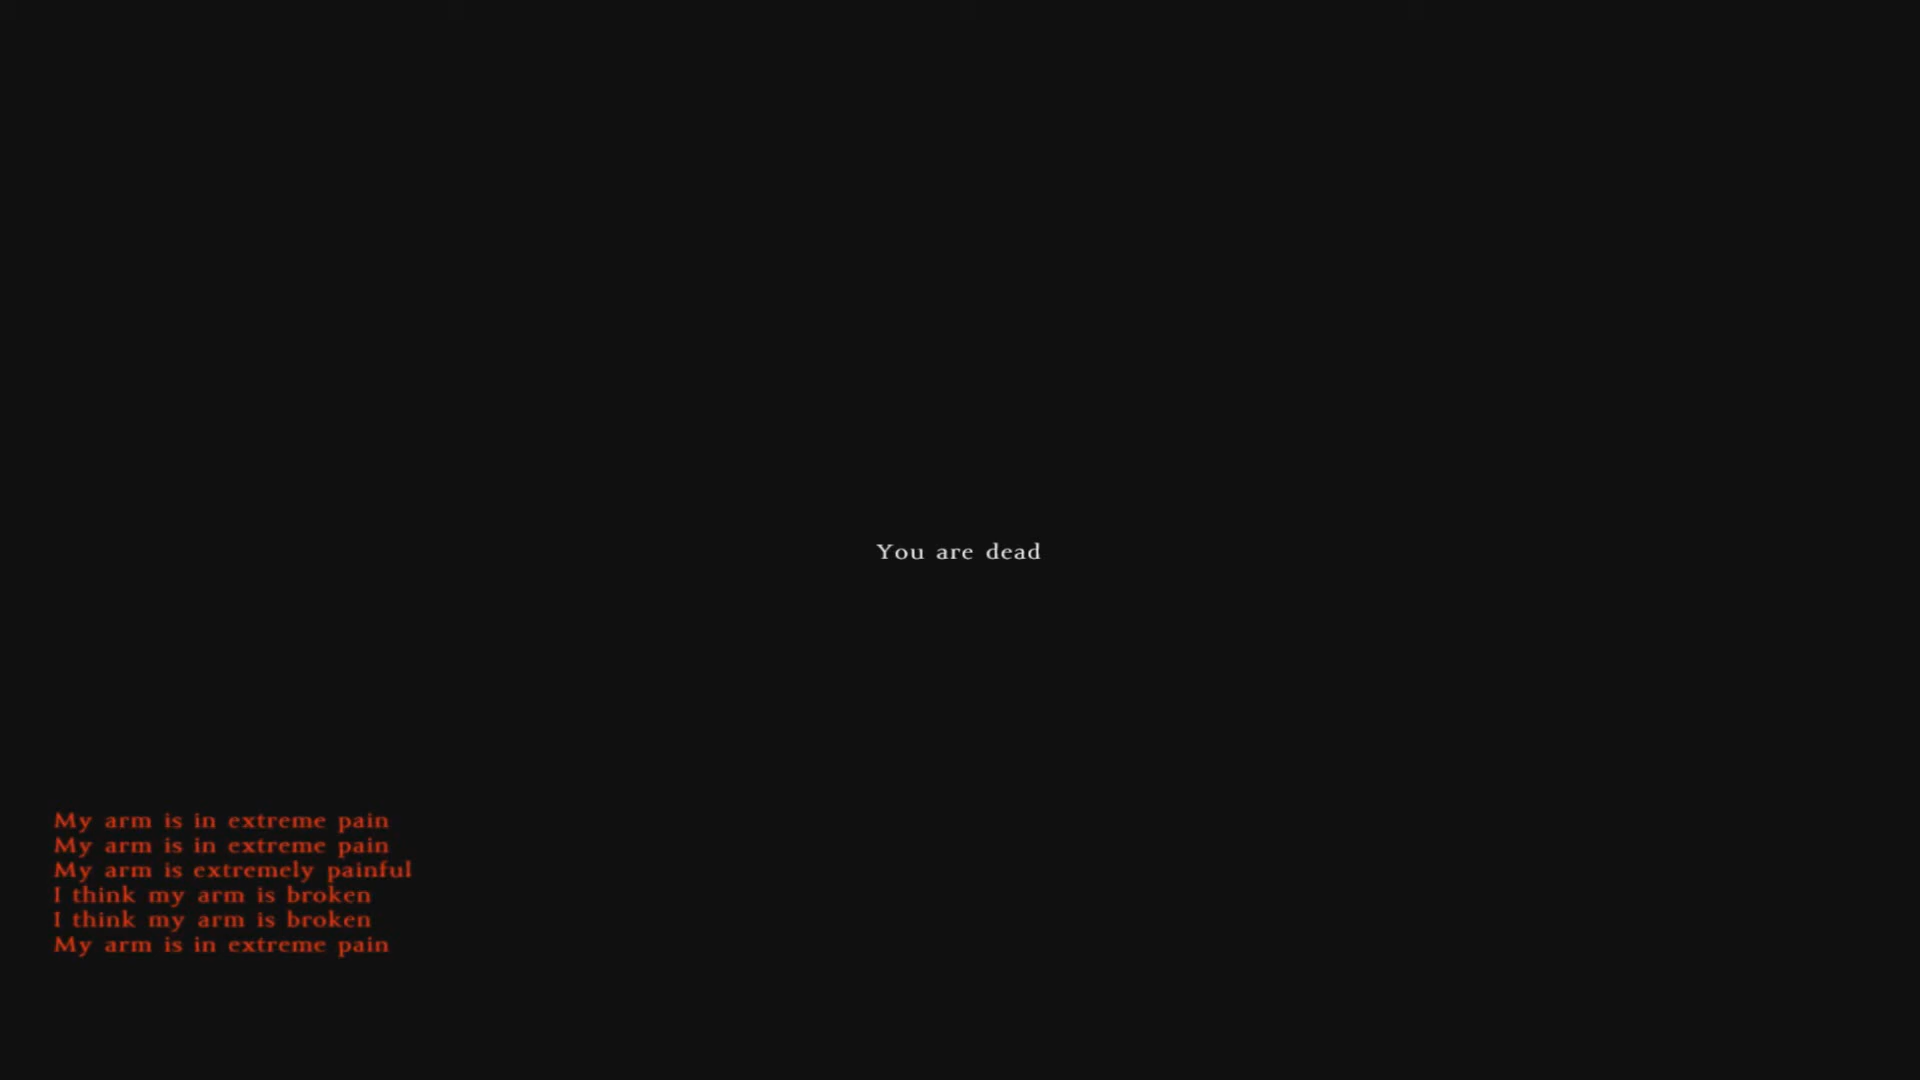 You are dead
My arm is in extreme pain
My arm is in extreme pain
My arm is extremely painful
I think my arm is broken
I think my arm is broken
My arm is in extreme pain